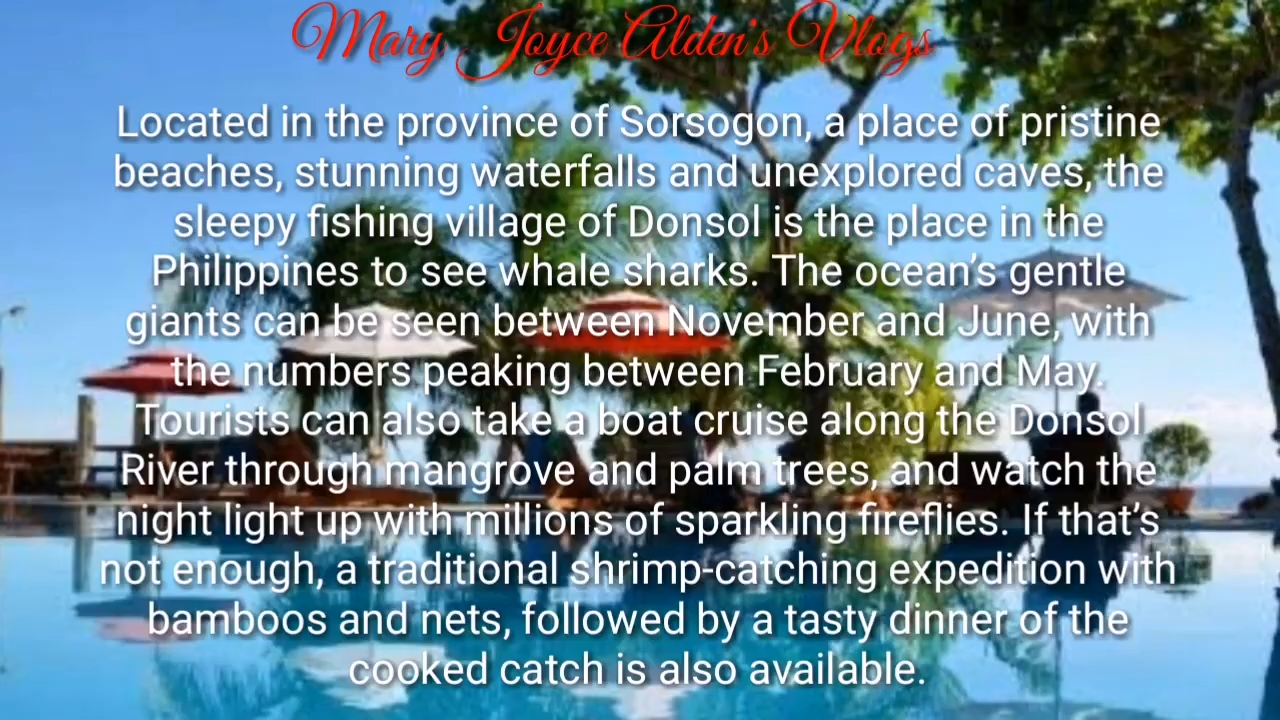 Mary Joyce Alden's Vlogs
Located in the province of Sorsogon, a place of pristine
beaches, stunning waterfalls and unexplored caves, the
sleepy fishing village of Donsol is the place in the
Philippines to see whale sharks. The ocean’s gentle
giants can be seen between November and June, with
the numbers peaking between February and May.
Tourists can also take a boat cruise along the Donsol
River through mangrove and palm trees, and watch the
night light up with millions of sparkling fireflies. If that’s
not enough, a traditional shrimp-catching expedition with
bamboos and nets, followed by a tasty dinner of the
cooked catch is also available.